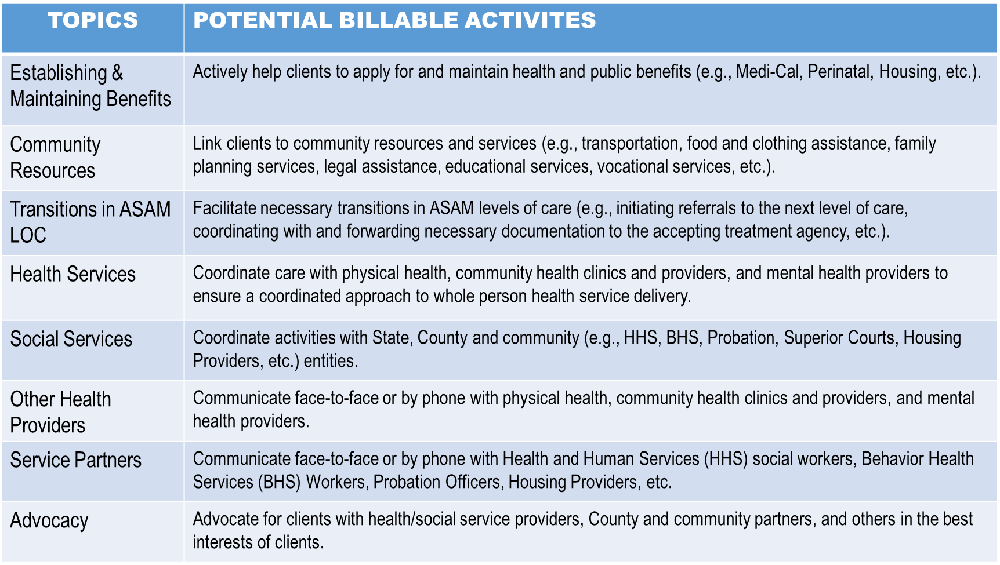 TOPICS
POTENTIAL BILLABLE ACTIVITES
Establishing &
Maintaining Benefits
Actively help clients to apply for and maintain health and public benefits (e.g., Medi-Cal, Perinatal, Housing, etc.).
Community
Resources
Link clients to community resources and services (e.g., transportation, food and clothing assistance, family
planning services, legal assistance, educational services, vocational services, etc.).
Transitions in ASAM
LOC
Facilitate necessary transitions in ASAM levels of care (e.g., initiating referrals to the next level of care,
coordinating with and forwarding necessary documentation to the accepting treatment agency, etc.).
Health Services
Coordinate care with physical health, community health clinics and providers, and mental health providers to
ensure a coordinated approach to whole person health service delivery.
Social Services
Coordinate activities with State, County and community (e.g., HHS, BHS, Probation, Superior Courts, Housing
Providers, etc.) entities.
Other Health
Providers
Communicate face-to-face or by phone with physical health, community health clinics and providers, and mental
health providers.
Service Partners
Communicate face-to-face or by phone with Health and Human Services (HHS) social workers, Behavior Health
Services (BHS) Workers, Probation Officers, Housing Providers, etc.
Advocacy
Advocate for clients with health/social service providers, County and community partners, and others in the best
interests of clients.